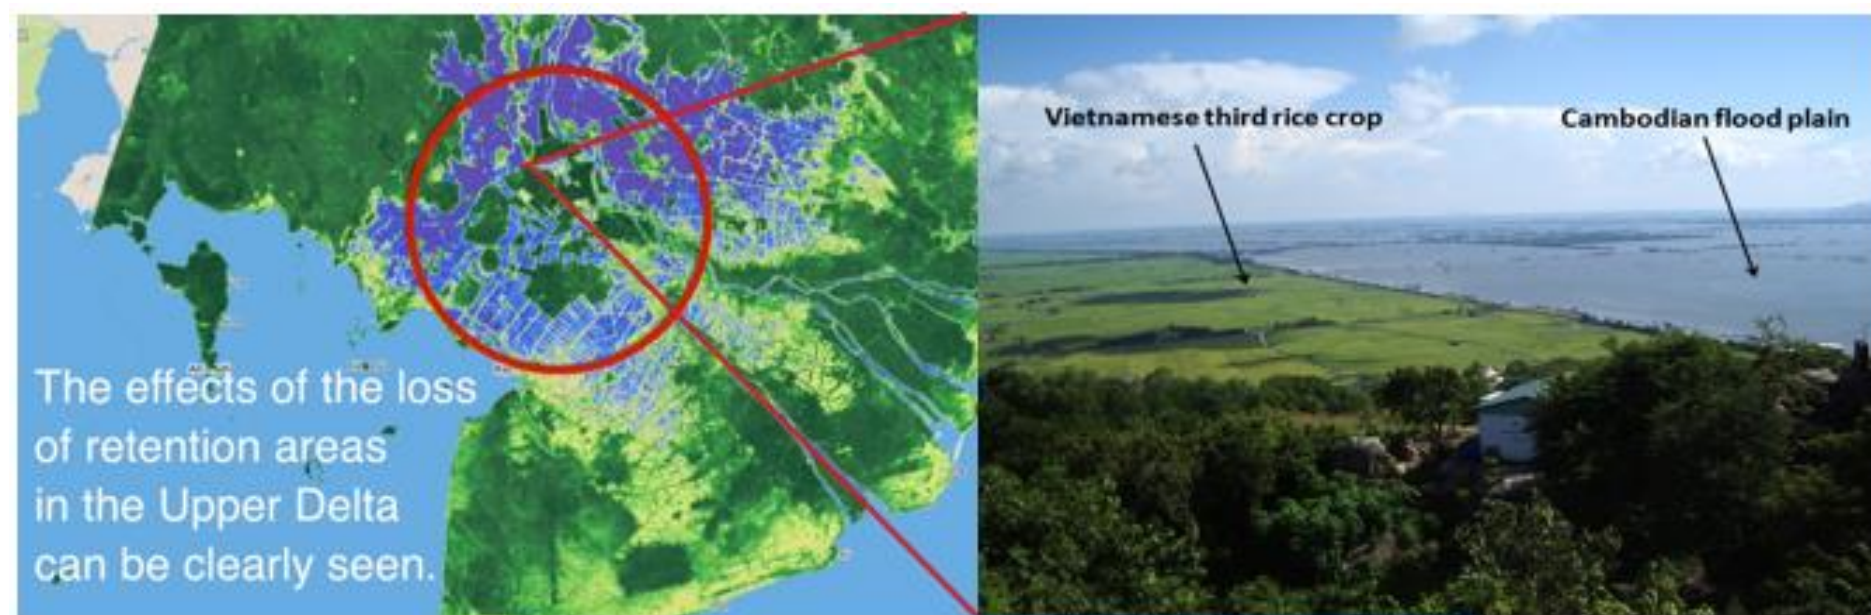 The effects of the loss
of retention areas
in the Upper Delta
can be clearly seen.
Vietnamese third rice crop
Cambodian flood plain